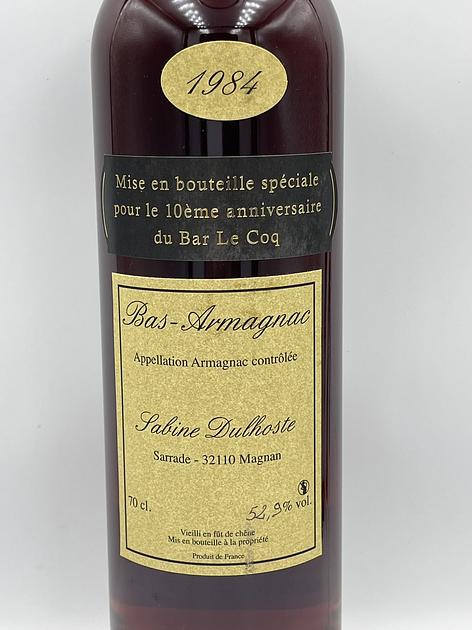 1984
Mise en bouteille spéciale
pour le 10ème anniversaire
du Bar Le Coq
Bas-Armagnac
Appellation Armagnac contrôlée
Sabine Dulhoste
Sarrade - 32110 Magnan
70 cl.
52,9% vol.
Vieilli en fût de chêne
Mis en bouteille à la propriété
Produit de France